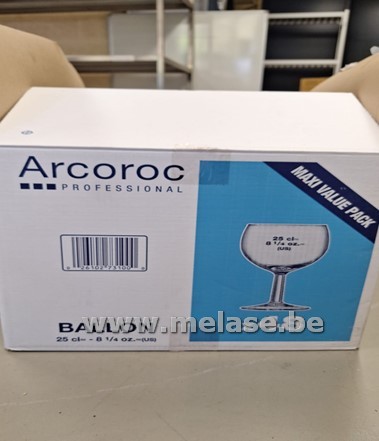 Arcoroc
PROFESSIONAL
MAXI VALUE PACK
25 cl–
8 1/4 oz.–
(US)
BALLON
25 cl– - 8 1/4 oz.–(US)
www.melase.be